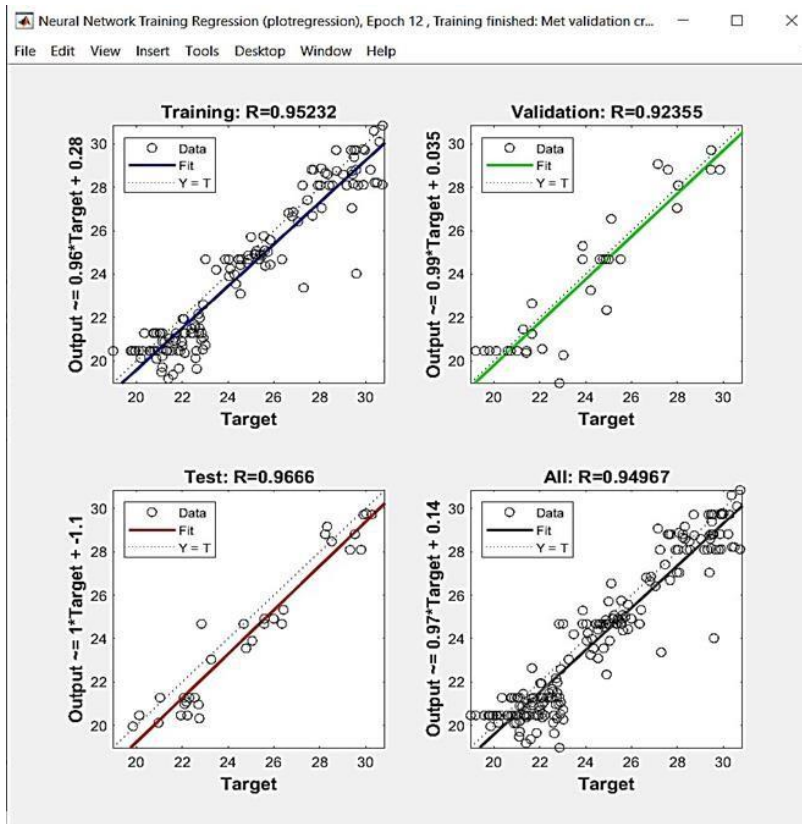 Neural Network Training Regression (plotregression), Epoch 12 , Training finished: Met validation cr...
File Edit View Insert Tools Desktop Window Help
Training: R=0.95232
Output ~= 0.96*Target + 0.28
30
28
26
24
22
20
Data
Fit
Y = T
20 22 24 26 28 30
Target
Validation: R=0.92355
Output ~= 0.99*Target + 0.035
30
28
26
24
22
20
Data
Fit
Y = T
20 22 24 26 28 30
Target
Test: R=0.9666
Output ~= 1*Target + -1.1
30
28
26
24
22
20
Data
Fit
Y = T
20 22 24 26 28 30
Target
All: R=0.94967
Output ~= 0.97*Target + 0.14
30
28
26
24
22
20
Data
Fit
Y = T
20 22 24 26 28 30
Target